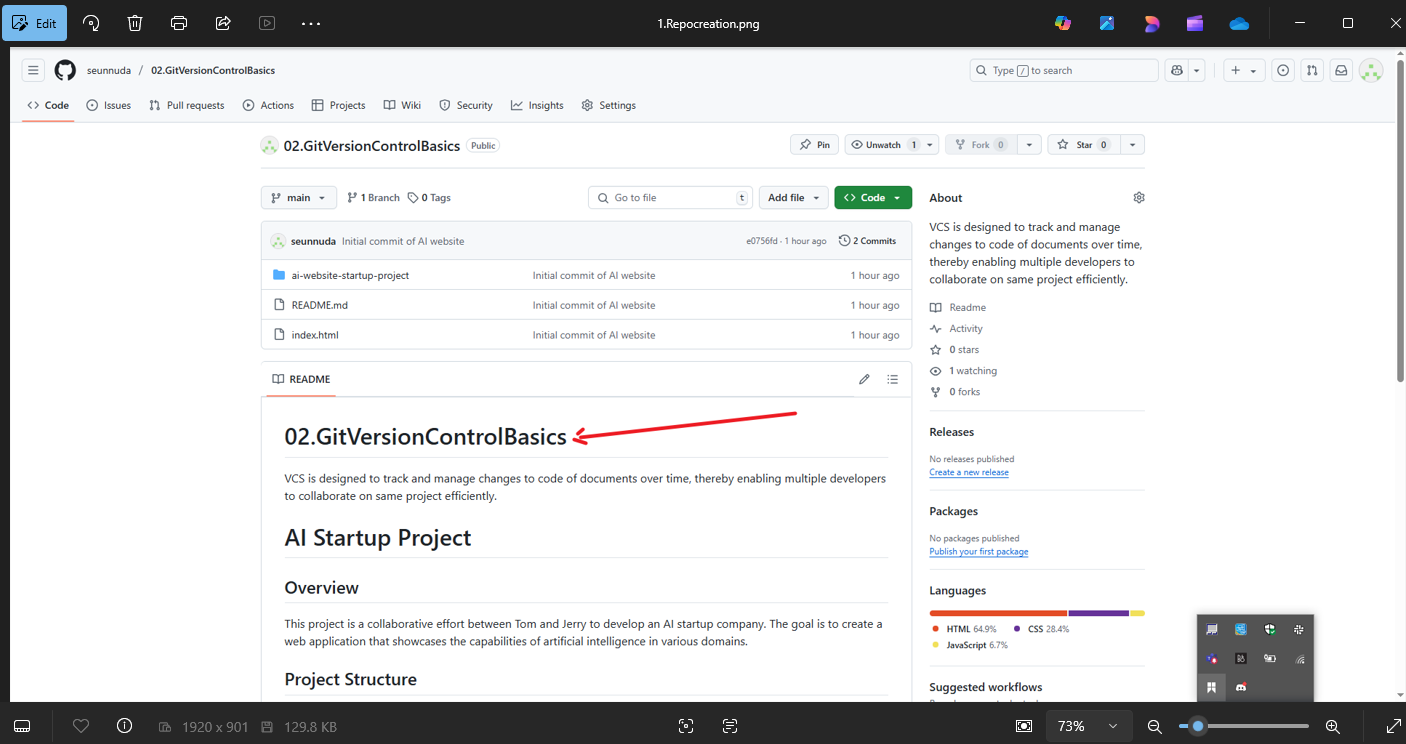 Edit
1.Repocreation.png
seunnuda / 02.GitVersionControlBasics
Type / to search
Code Issues Pull requests Actions Projects Wiki Security Insights Settings
02.GitVersionControlBasics Public
Pin Unwatch 1 Fork 0 Star 0
main 1 Branch 0 Tags
Go to file t Add file Code
seunnuda Initial commit of AI website e0756fd · 1 hour ago 2 Commits
ai-website-startup-project Initial commit of AI website 1 hour ago
README.md Initial commit of AI website 1 hour ago
index.html Initial commit of AI website 1 hour ago
README
02.GitVersionControlBasics
VCS is designed to track and manage changes to code of documents over time, thereby enabling multiple developers
to collaborate on same project efficiently.
AI Startup Project
Overview
This project is a collaborative effort between Tom and Jerry to develop an AI startup company. The goal is to create a
web application that showcases the capabilities of artificial intelligence in various domains.
Project Structure
About
VCS is designed to track and manage
changes to code of documents over time,
thereby enabling multiple developers to
collaborate on same project efficiently.
Readme
Activity
0 stars
1 watching
0 forks
Releases
No releases published
Create a new release
Packages
No packages published
Publish your first package
Languages
HTML 64.9% CSS 28.4%
JavaScript 6.7%
Suggested workflows
1920 x 901 129.8 KB
73%